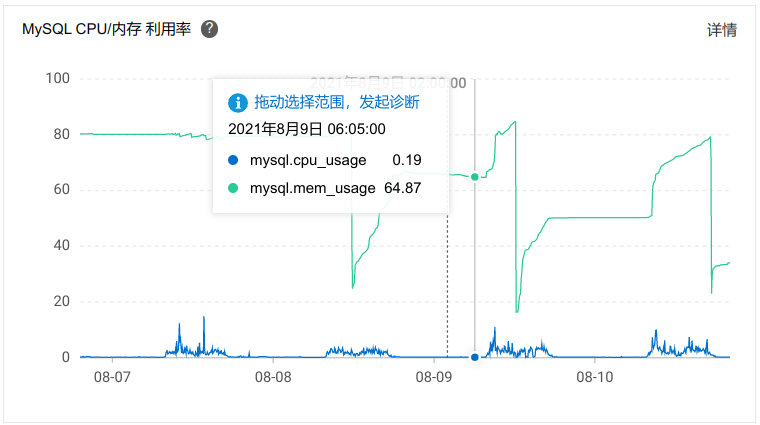 MySQL CPU/内存 利用率 ?
详情
100
2021年8月9日 02:00:00
拖动选择范围，发起诊断
2021年8月9日 06:05:00
mysql.cpu_usage 0.19
mysql.mem_usage 64.87
80
60
40
20
0
08-07 08-08 08-09 08-10